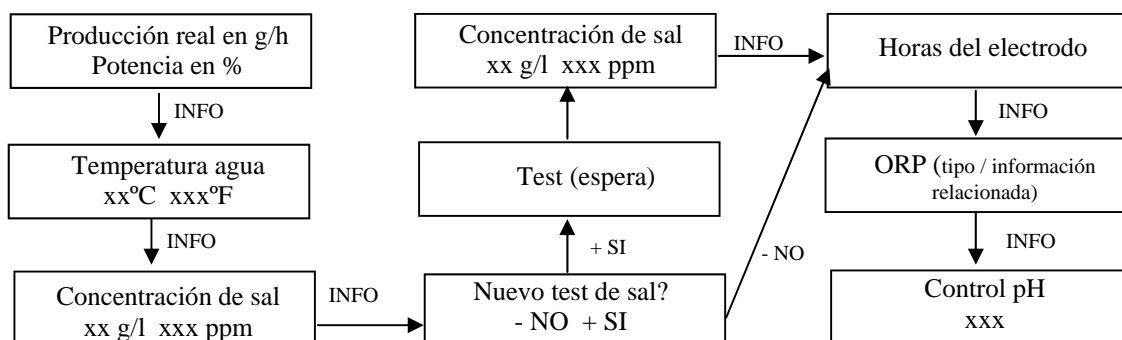 Producción real en g/h
Potencia en %
INFO
Temperatura agua
xxºC  xxxºF
INFO
Concentración de sal
xx g/l  xxx ppm
INFO
Nuevo test de sal?
- NO  + SI
+ SI
Test (espera)
Concentración de sal
xx g/l  xxx ppm
INFO
- NO
Horas del electrodo
INFO
ORP (tipo / información
relacionada)
INFO
Control pH
xxx